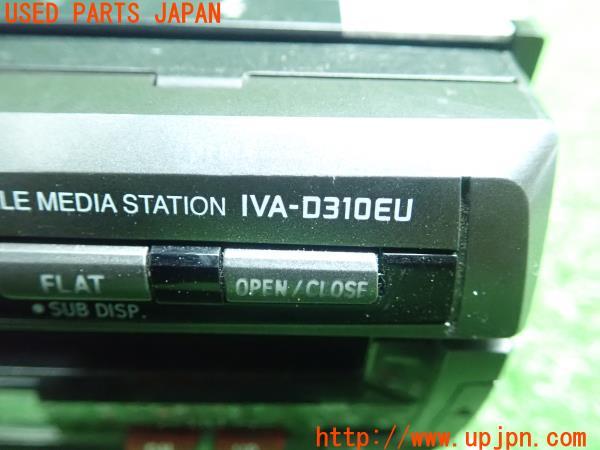 USED PARTS JAPAN
LE MEDIA STATION IVA-D310EU
FLAT
OPEN/CLOSE
•SUB DISP.
http://www.upjpn.com